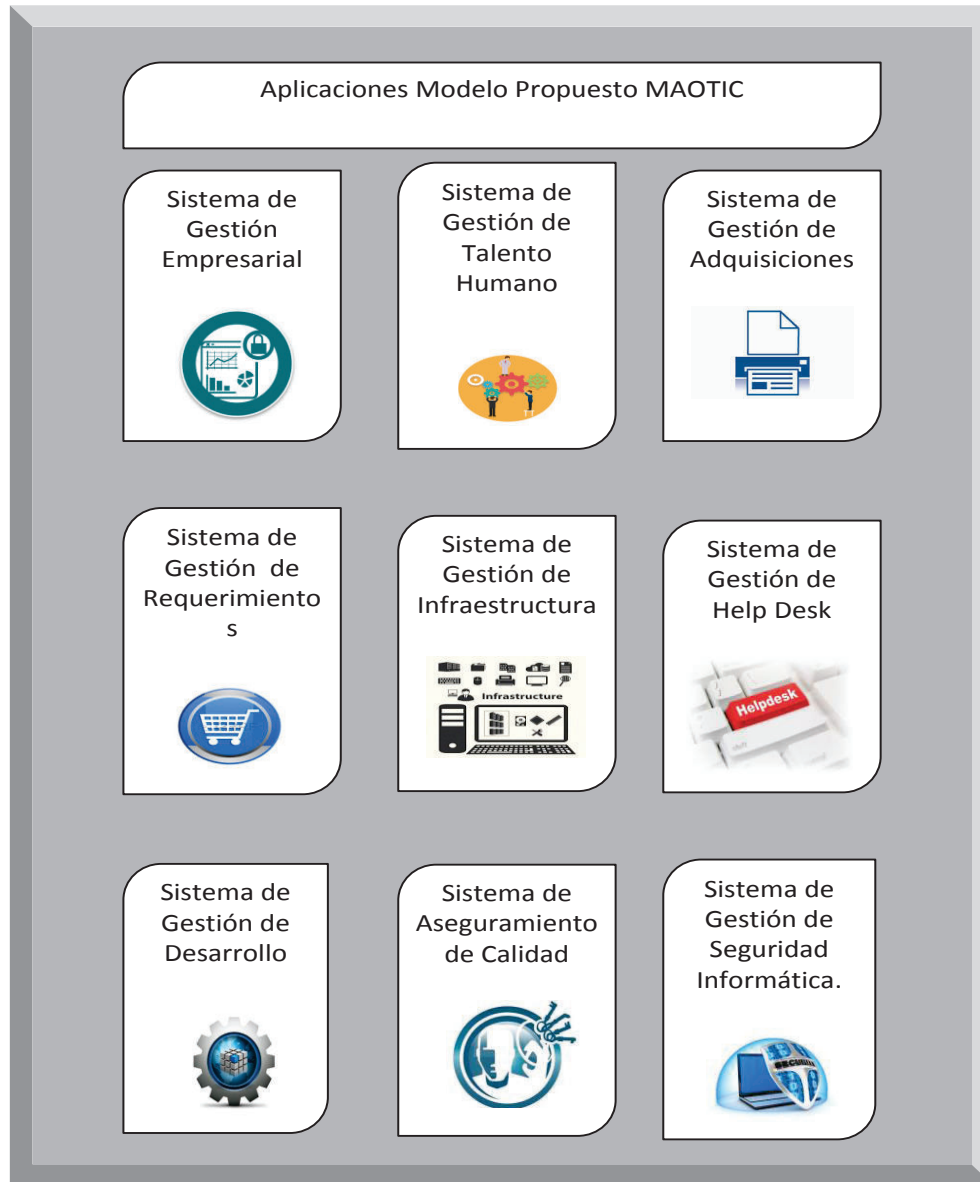 Aplicaciones Modelo Propuesto MAOTIC
Sistema de
Gestión
Empresarial
Sistema de
Gestión de
Talento
Humano
Sistema de
Gestión de
Adquisiciones
Sistema de
Gestión de
Requerimiento
s
Sistema de
Gestión de
Infraestructura
Infrastructure
Sistema de
Gestión de
Help Desk
Helpdesk
shift
Sistema de
Gestión de
Desarrollo
Sistema de
Aseguramiento
de Calidad
Sistema de
Gestión de
Seguridad
Informática.
SECURITY